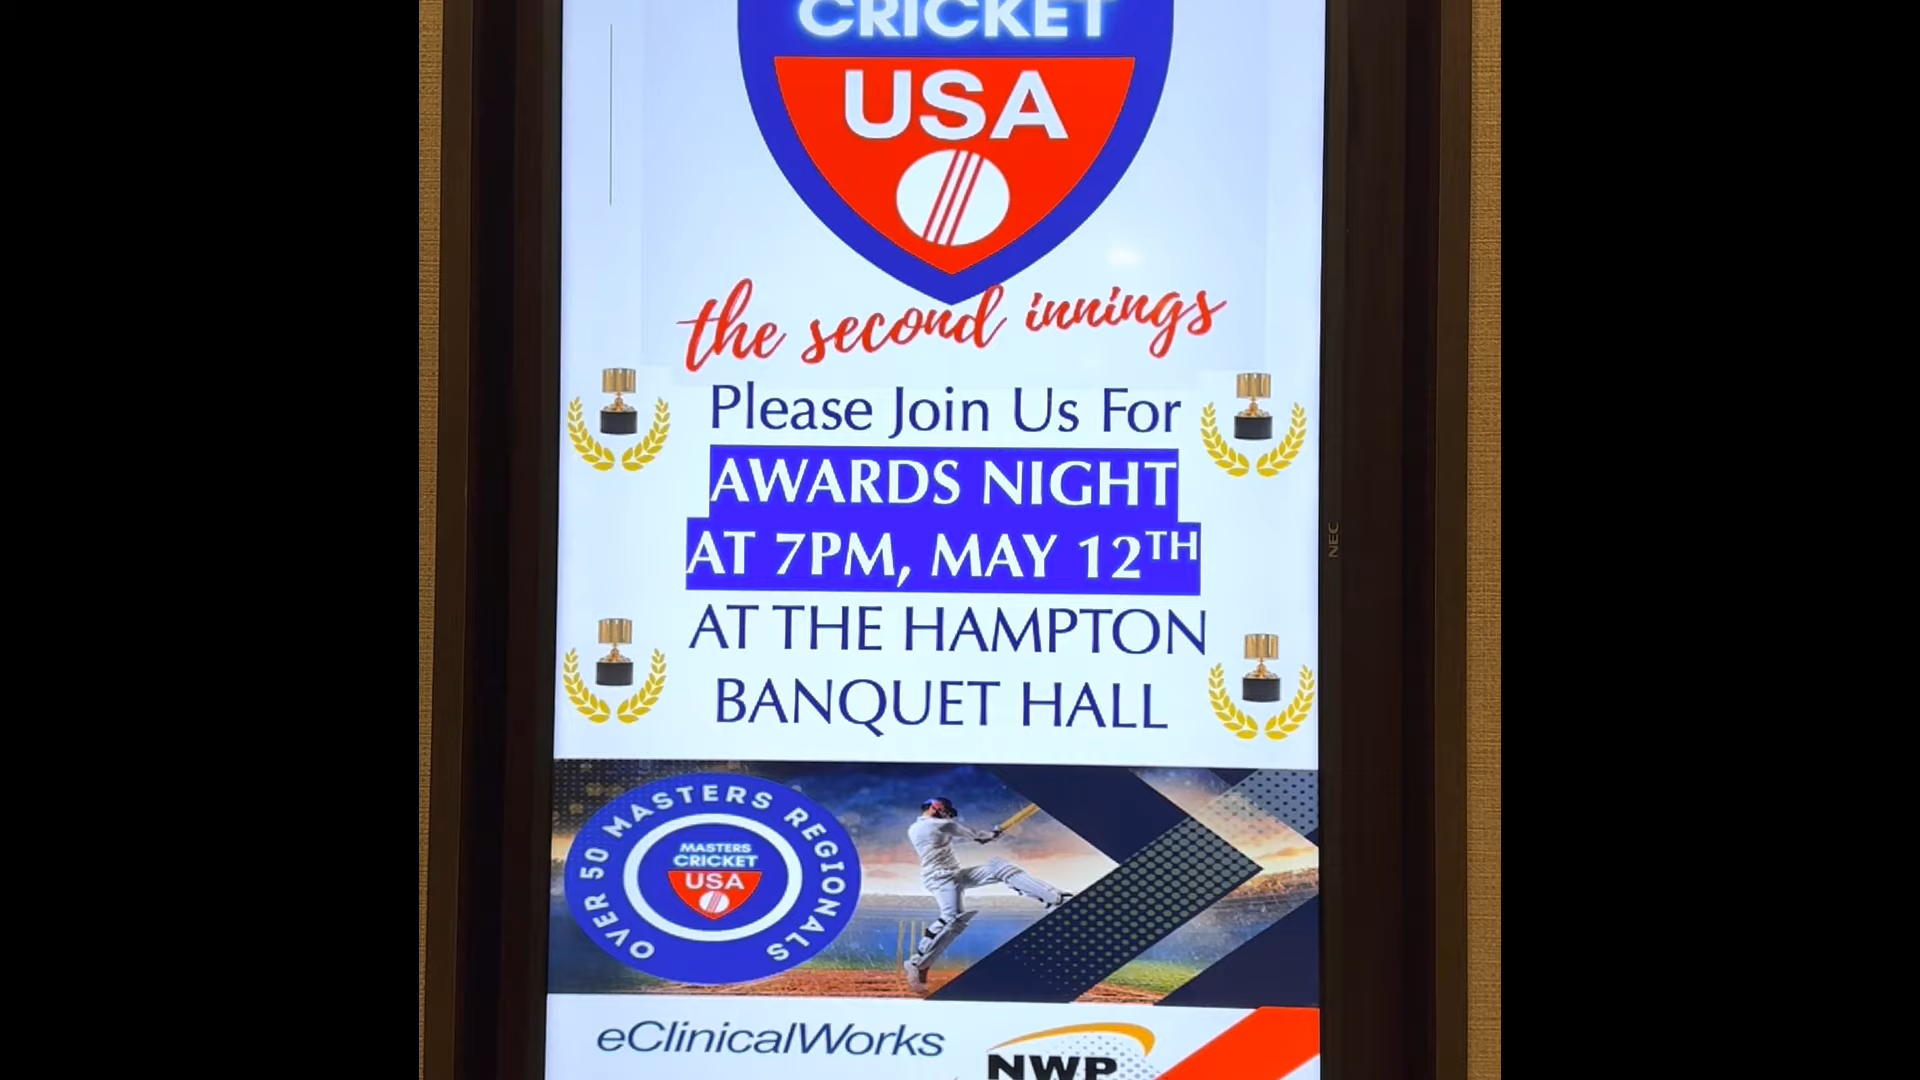 CRICKET
USA
the second innings
Please Join Us For
AWARDS NIGHT
AT 7PM, MAY 12TH
AT THE HAMPTON
BANQUET HALL
NEC
OVER 50 MASTERS REGIONALS
MASTERS
CRICKET
USA
eClinicalWorks
NWP